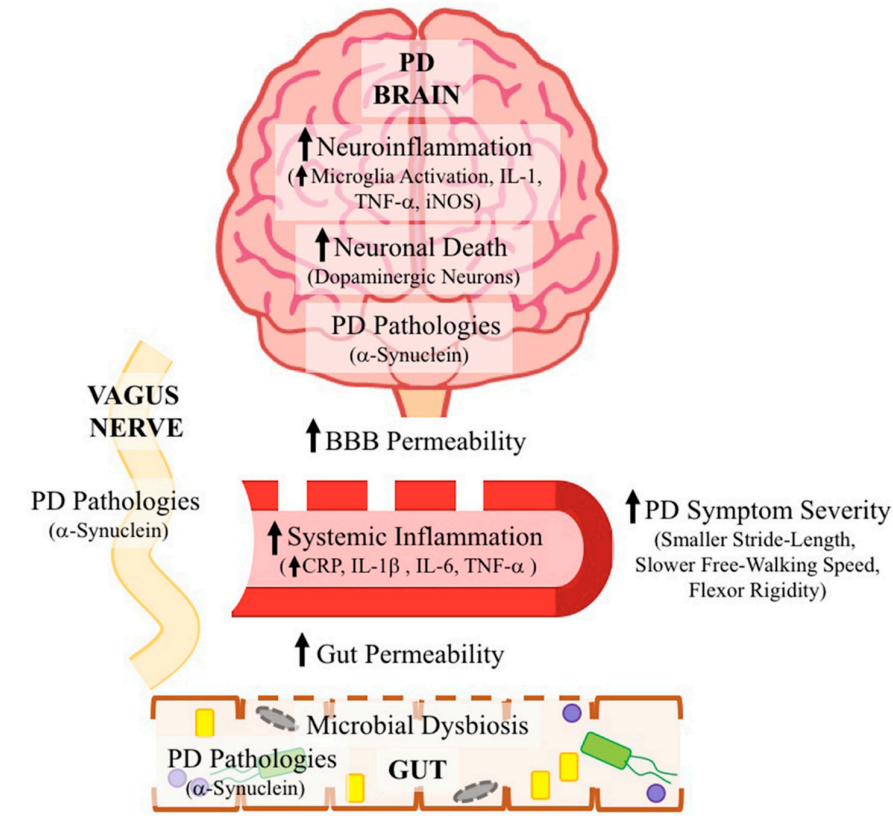 PD
BRAIN
⬆Neuroinflammation
(⬆Microglia Activation, IL-1,
TNF-α, iNOS)
⬆Neuronal Death
(Dopaminergic Neurons)
PD Pathologies
(α-Synuclein)
VAGUS
NERVE
PD Pathologies
(α-Synuclein)
⬆BBB Permeability
⬆Systemic Inflammation
(⬆CRP, IL-1β , IL-6, TNF-α )
⬆PD Symptom Severity
(Smaller Stride-Length,
Slower Free-Walking Speed,
Flexor Rigidity)
⬆Gut Permeability
Microbial Dysbiosis
PD Pathologies
(α-Synuclein)
GUT